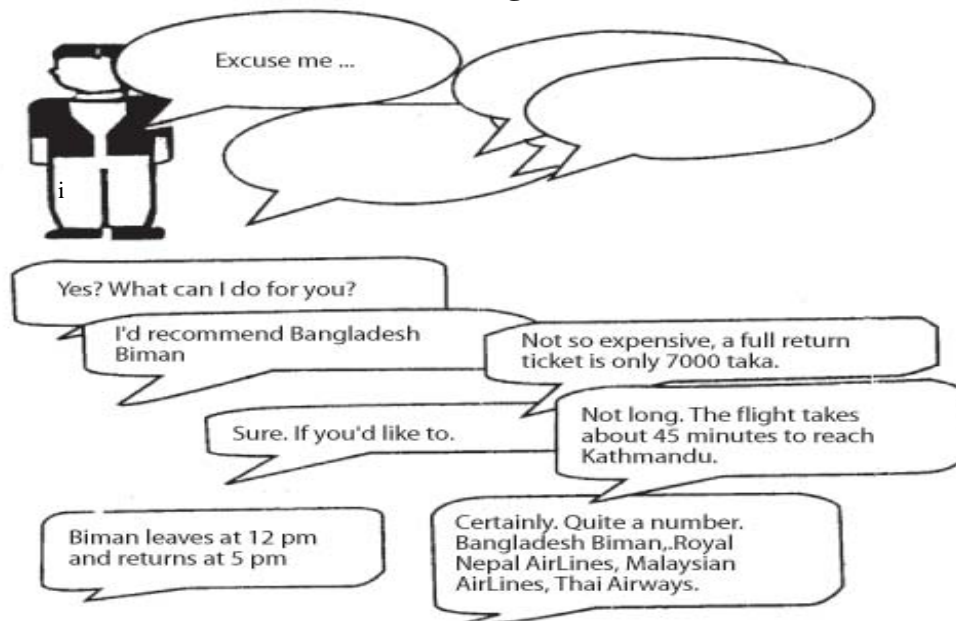 Excuse me ...
i
Yes? What can I do for you?
I'd recommend Bangladesh
Biman
Not so expensive, a full return
ticket is only 7000 taka.
Sure. If you'd like to.
Not long. The flight takes
about 45 minutes to reach
Kathmandu.
Biman leaves at 12 pm
and returns at 5 pm
Certainly. Quite a number.
Bangladesh Biman,.Royal
Nepal AirLines, Malaysian
AirLines, Thai Airways.